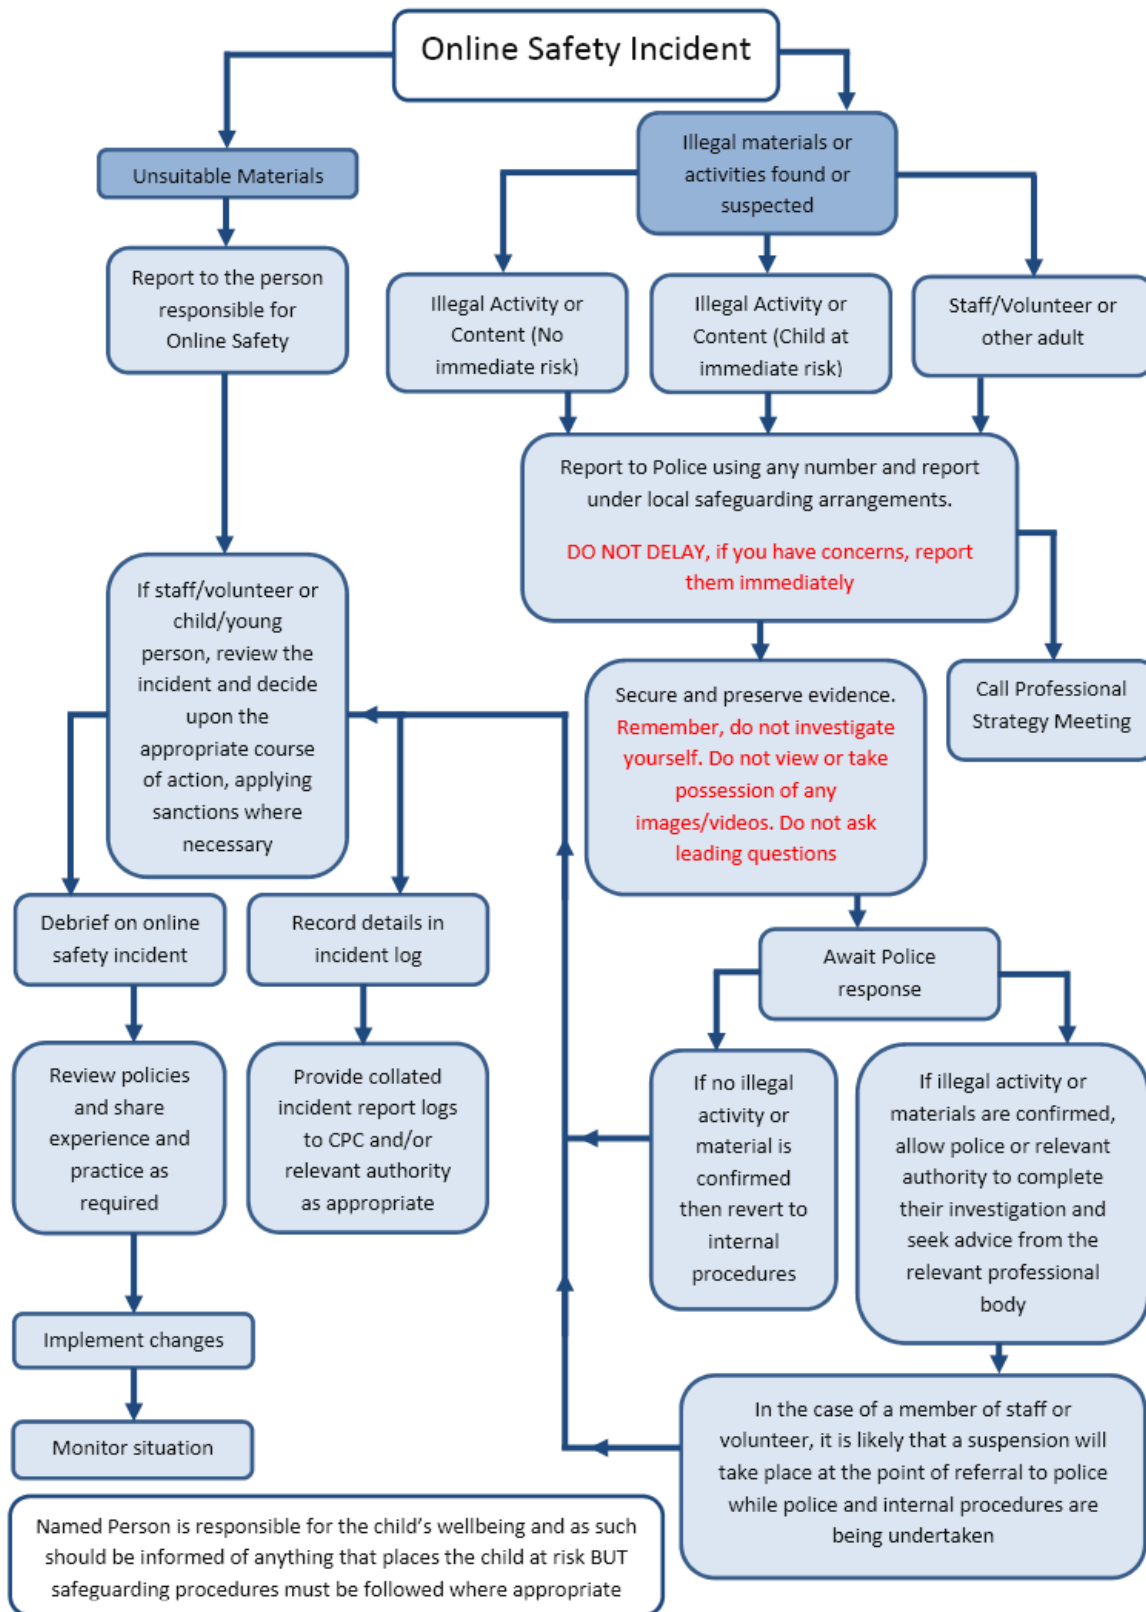 Online Safety Incident
Unsuitable Materials
Illegal materials or
activities found or
suspected
Report to the person
responsible for
Online Safety
Illegal Activity or
Content (No
immediate risk)
Illegal Activity or
Content (Child at
immediate risk)
Staff/Volunteer or
other adult
Report to Police using any number and report
under local safeguarding arrangements.
DO NOT DELAY, if you have concerns, report
them immediately
If staff/volunteer or
child/young
person, review the
incident and decide
upon the
appropriate course
of action, applying
sanctions where
necessary
Secure and preserve evidence.
Remember, do not investigate
yourself. Do not view or take
possession of any
images/videos. Do not ask
leading questions
Call Professional
Strategy Meeting
Debrief on online
safety incident
Record details in
incident log
Await Police
response
Review policies
and share
experience and
practice as
required
Provide collated
incident report logs
to CPC and/or
relevant authority
as appropriate
If no illegal
activity or
material is
confirmed
then revert to
internal
procedures
If illegal activity or
materials are confirmed,
allow police or relevant
authority to complete
their investigation and
seek advice from the
relevant professional
body
Implement changes
Monitor situation
In the case of a member of staff or
volunteer, it is likely that a suspension will
take place at the point of referral to police
while police and internal procedures are
being undertaken
Named Person is responsible for the child’s wellbeing and as such
should be informed of anything that places the child at risk BUT
safeguarding procedures must be followed where appropriate